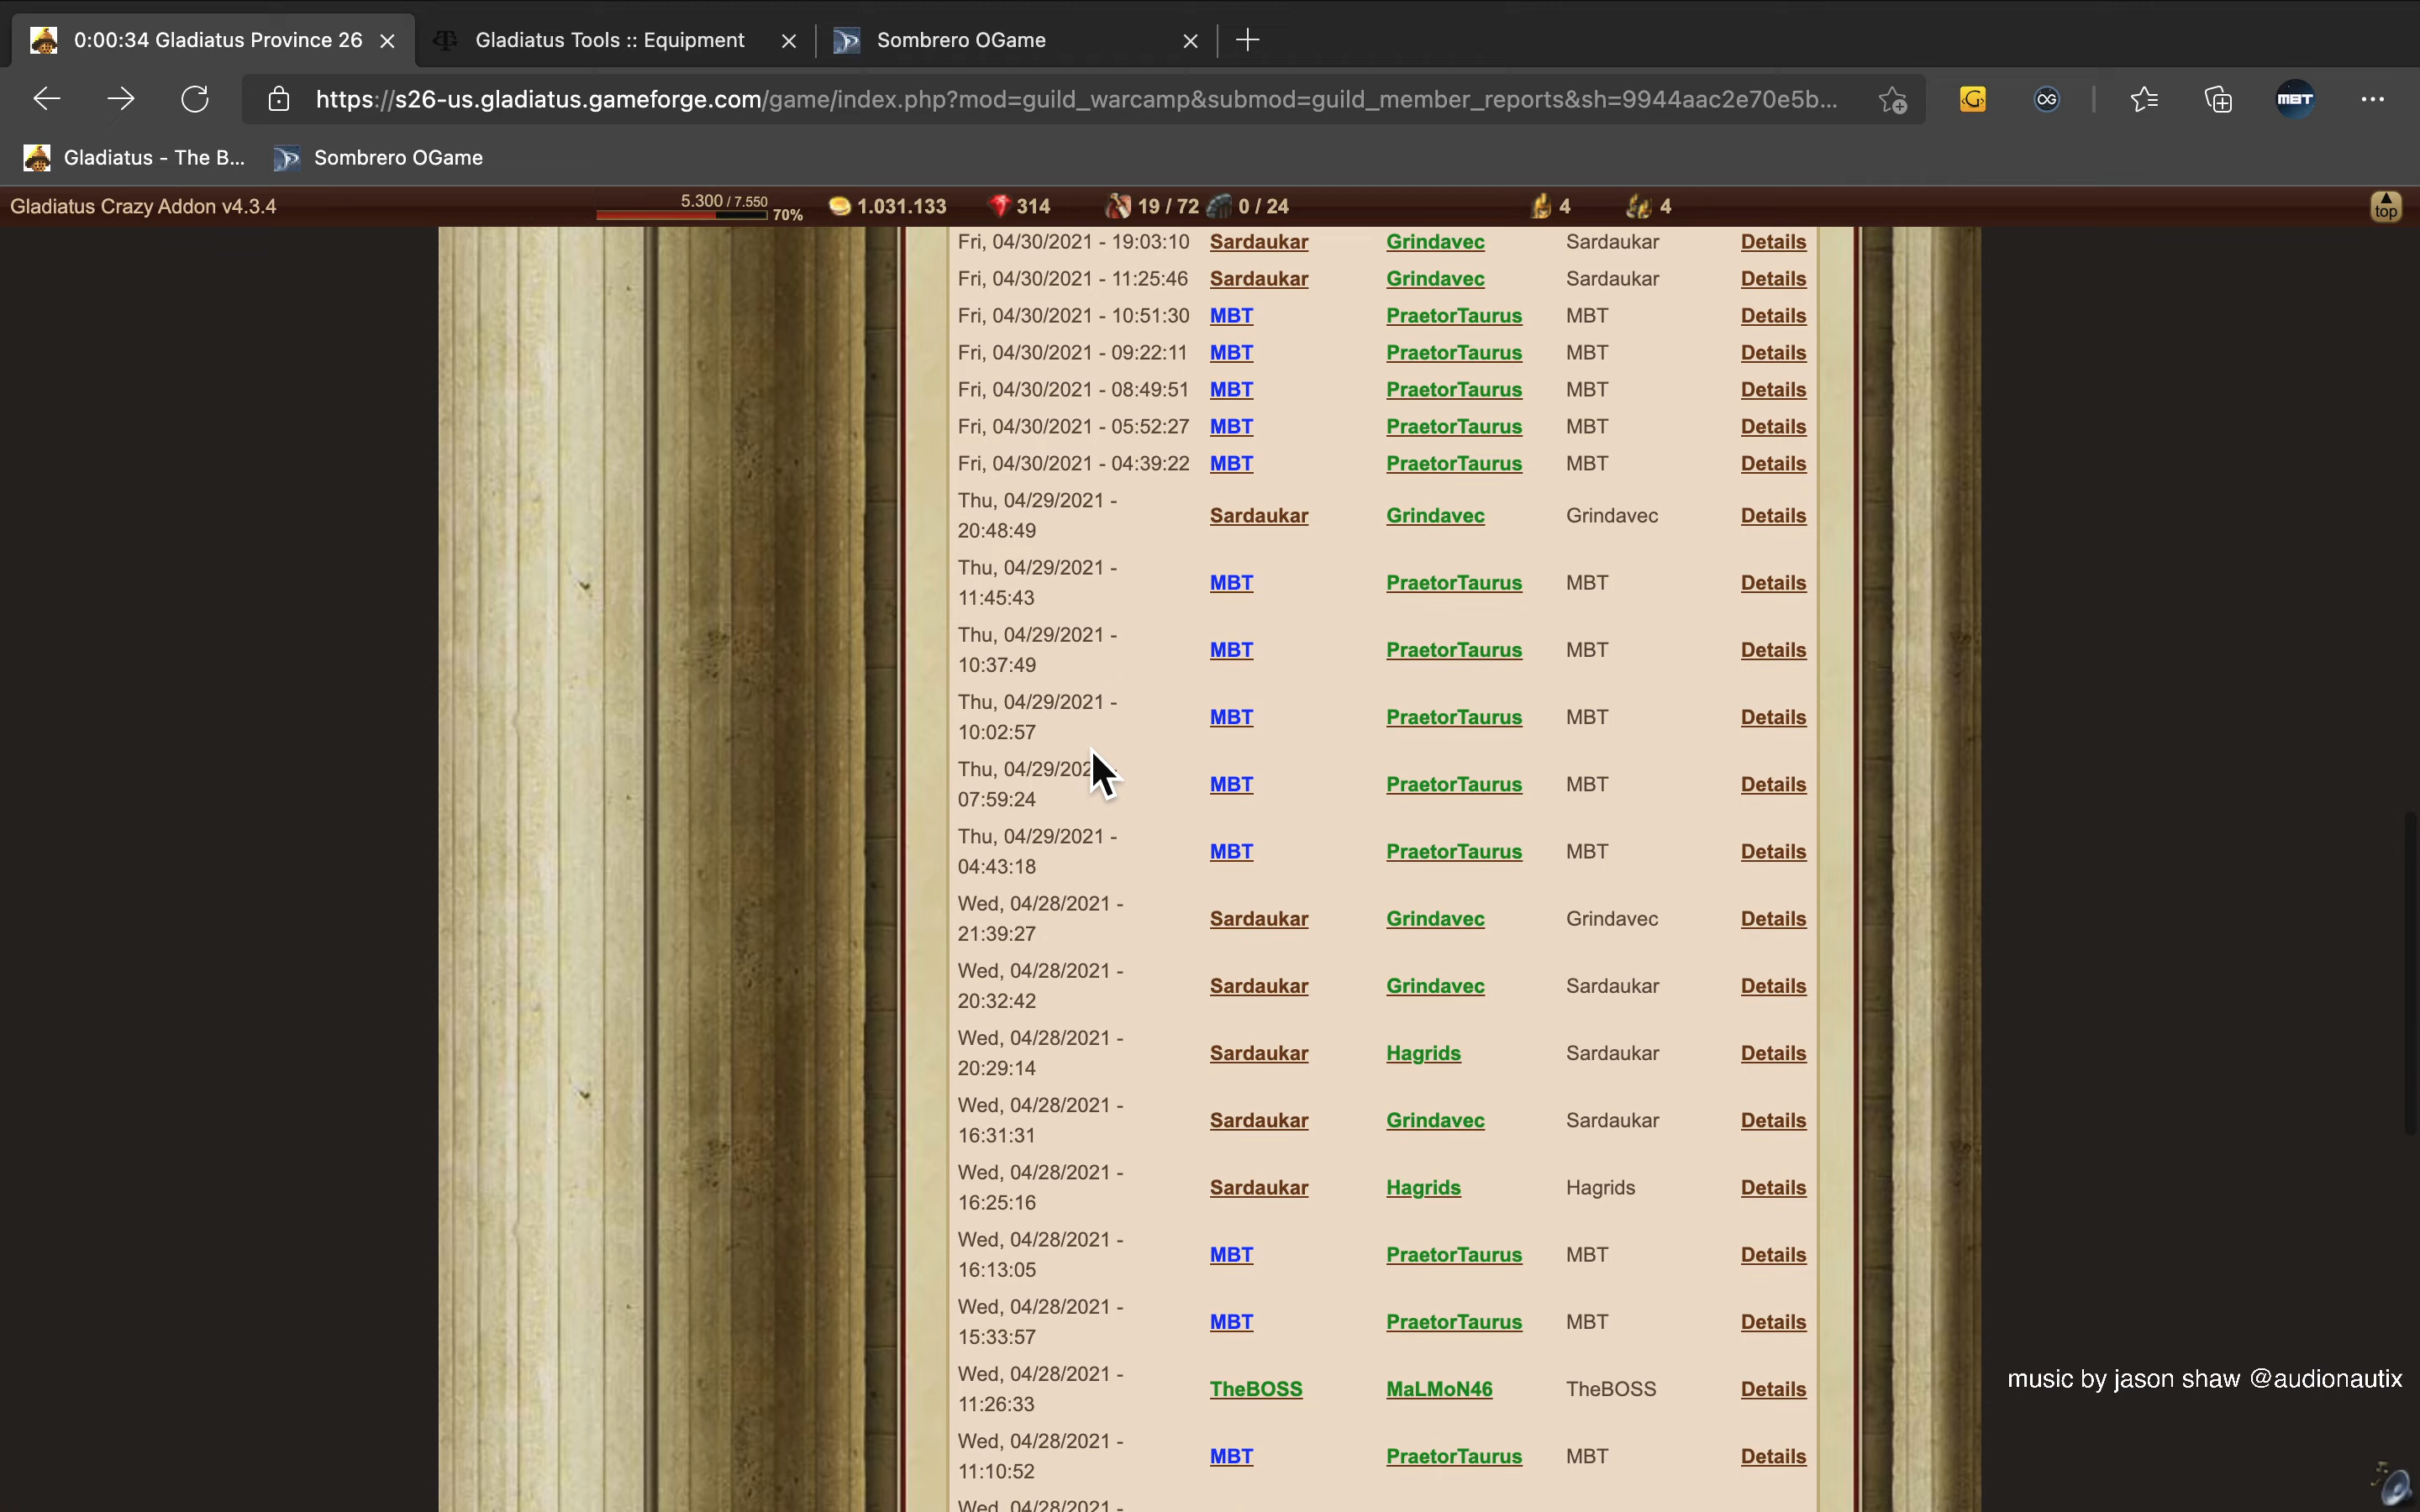 0:00:34 Gladiatus Province 26
Gladiatus Tools :: Equipment
Sombrero OGame
https://s26-us.gladiatus.gameforge.com/game/index.php?mod=guild_warcamp&submod=guild_member_reports&sh=9944aac2e70e5b...
MBT
Gladiatus - The B...
Sombrero OGame
Gladiatus Crazy Addon v4.3.4
5.300 / 7.550
70%
1.031.133
314
19 / 72
0 / 24
4
4
top
Fri, 04/30/2021 - 19:03:10 Sardaukar Grindavec Sardaukar Details
Fri, 04/30/2021 - 11:25:46 Sardaukar Grindavec Sardaukar Details
Fri, 04/30/2021 - 10:51:30 MBT PraetorTaurus MBT Details
Fri, 04/30/2021 - 09:22:11 MBT PraetorTaurus MBT Details
Fri, 04/30/2021 - 08:49:51 MBT PraetorTaurus MBT Details
Fri, 04/30/2021 - 05:52:27 MBT PraetorTaurus MBT Details
Fri, 04/30/2021 - 04:39:22 MBT PraetorTaurus MBT Details
Thu, 04/29/2021 -
20:48:49
Sardaukar Grindavec Grindavec Details
Thu, 04/29/2021 -
11:45:43
MBT PraetorTaurus MBT Details
Thu, 04/29/2021 -
10:37:49
MBT PraetorTaurus MBT Details
Thu, 04/29/2021 -
10:02:57
MBT PraetorTaurus MBT Details
Thu, 04/29/202
07:59:24
MBT PraetorTaurus MBT Details
Thu, 04/29/2021 -
04:43:18
MBT PraetorTaurus MBT Details
Wed, 04/28/2021 -
21:39:27
Sardaukar Grindavec Grindavec Details
Wed, 04/28/2021 -
20:32:42
Sardaukar Grindavec Sardaukar Details
Wed, 04/28/2021 -
20:29:14
Sardaukar Hagrids Sardaukar Details
Wed, 04/28/2021 -
16:31:31
Sardaukar Grindavec Sardaukar Details
Wed, 04/28/2021 -
16:25:16
Sardaukar Hagrids Hagrids Details
Wed, 04/28/2021 -
16:13:05
MBT PraetorTaurus MBT Details
Wed, 04/28/2021 -
15:33:57
MBT PraetorTaurus MBT Details
Wed, 04/28/2021 -
11:26:33
TheBOSS MaLMoN46 TheBOSS Details
music by jason shaw @audionautix
Wed, 04/28/2021 -
11:10:52
MBT PraetorTaurus MBT Details
Wed, 04/28/2021 -